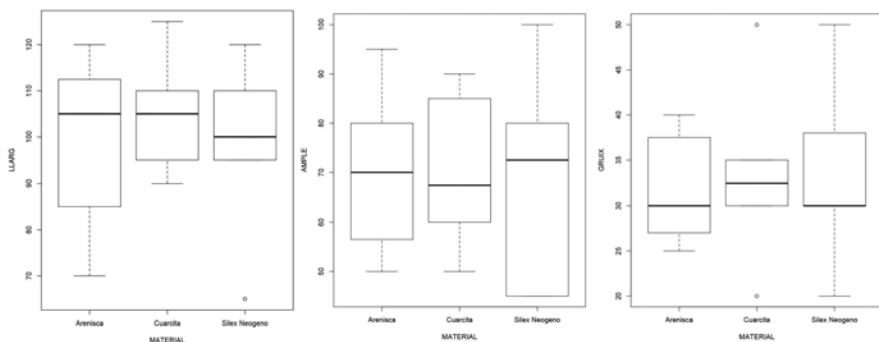 LLARG
120
110
100
90
80
70
Arenisca Cuarcita Silex Neogeno
MATERIAL
AMPLE
100
90
80
70
60
50
Arenisca Cuarcita Silex Neogeno
MATERIAL
GRUIX
50
45
40
35
30
25
20
Arenisca Cuarcita Silex Neogeno
MATERIAL